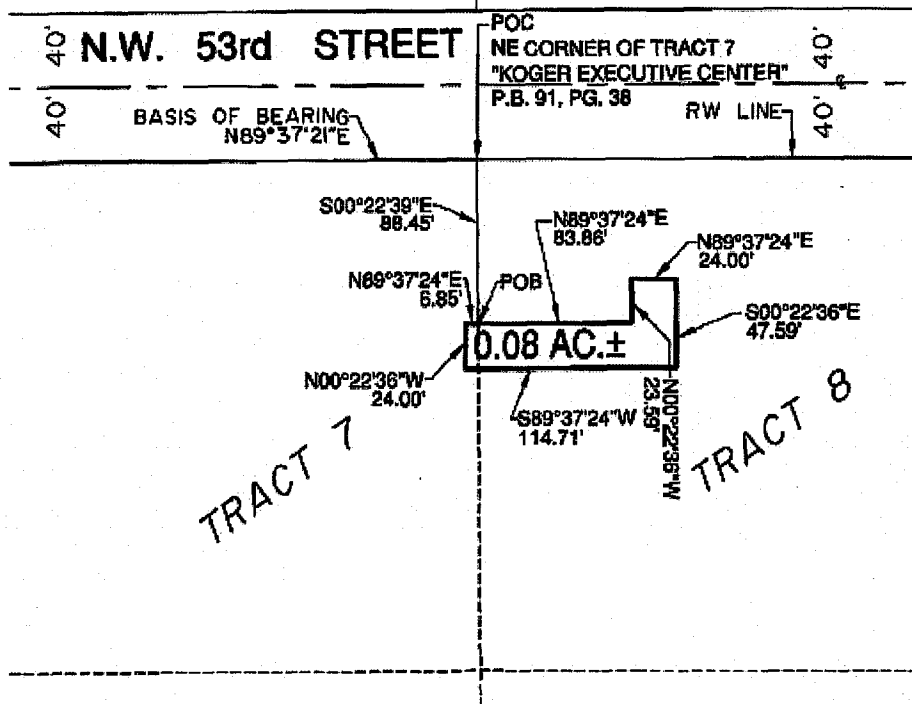 40'
N.W. 53rd STREET
POC
NE CORNER OF TRACT 7
"KOGER EXECUTIVE CENTER"
P.B. 91, PG. 38
40'
℄
40'
BASIS OF BEARING
N89°37'21"E
RW LINE
40'
S00°22'39"E
88.45'
N89°37'24"E
83.86'
N89°37'24"E
24.00'
N89°37'24"E
6.85'
POB
S00°22'36"E
47.59'
0.08 AC.±
N00°22'36"W
24.00'
S89°37'24"W
114.71'
N00°22'36"W
23.59'
TRACT 7
TRACT 8